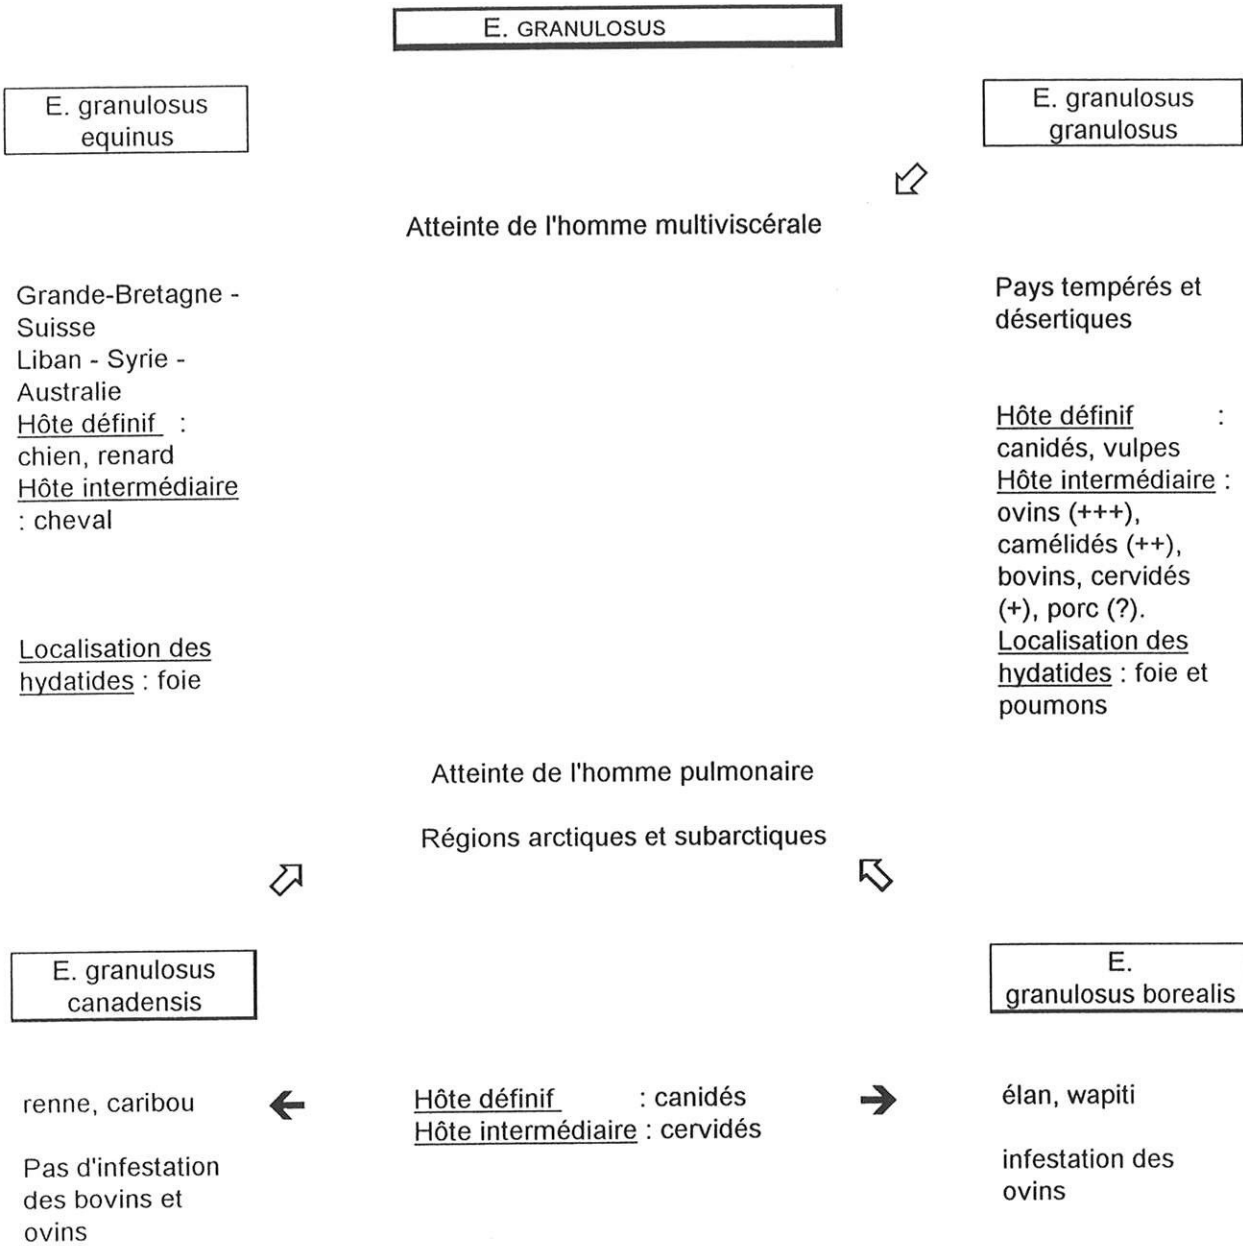 E. GRANULOSUS
E. granulosus
equinus
E. granulosus
granulosus
Atteinte de l'homme multiviscérale
Grande-Bretagne -
Suisse
Liban - Syrie -
Australie
Hôte défini̇f :
chien, renard
Hôte intermédiaire
: cheval
Localisation des
hydatides : foie
Pays tempérés et
désertiques
Hôte définif :
canidés, vulpes
Hôte intermédiaire :
ovins (+++),
camélidés (++),
bovins, cervidés
(+), porc (?).
Localisation des
hydatides : foie et
poumons
Atteinte de l'homme pulmonaire
Régions arctiques et subarctiques
E. granulosus
canadensis
E.
granulosus borealis
renne, caribou
Pas d'infestation
des bovins et
ovins
Hôte définif : canidés
Hôte intermédiaire : cervidés
élan, wapiti
infestation des
ovins